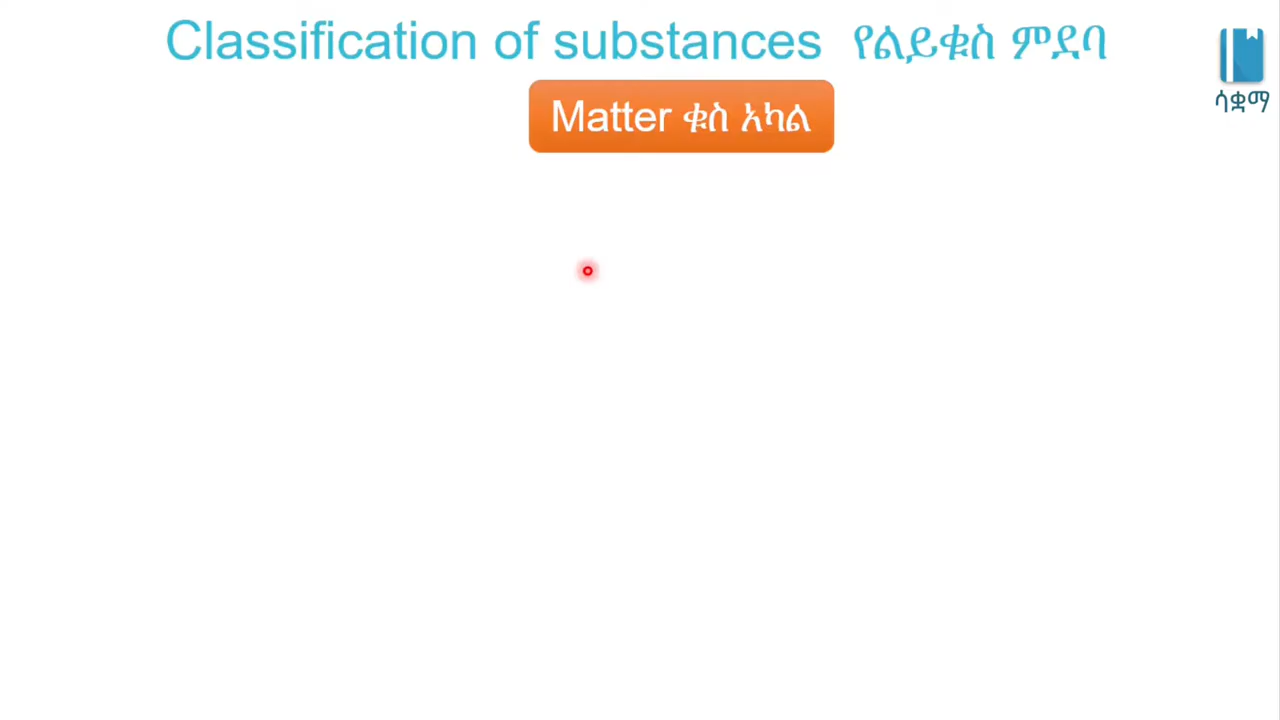 Classification of substances የልይቁስ ምደባ
ሳቋማ
Matter ቁስ አካል